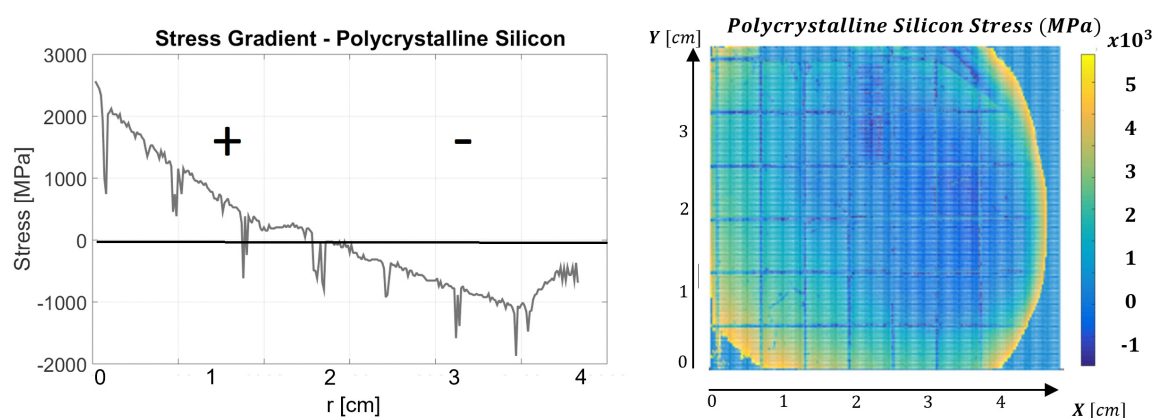 Stress Gradient - Polycrystalline Silicon
Stress [MPa]
3000
2000
1000
0
-1000
-2000
+
-
0 1 2 3 4
r [cm]
Polycrystalline Silicon Stress (MPa)
Y [cm]
3
2
1
0
0 1 2 3 4
X [cm]
x10³
5
4
3
2
1
0
-1